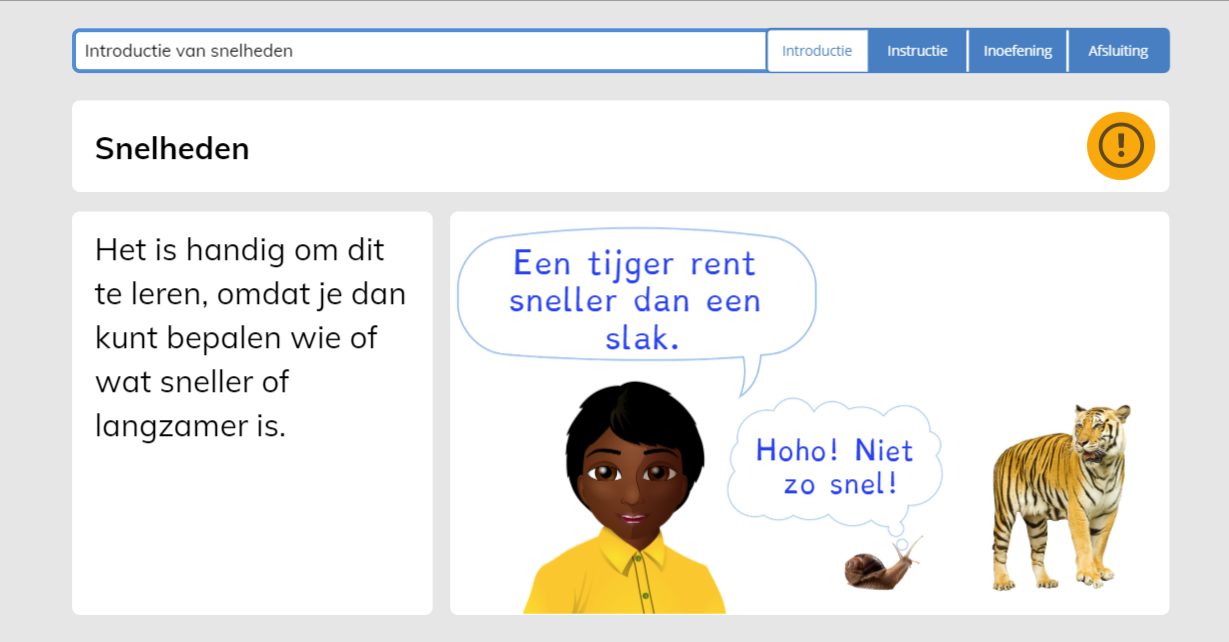 Introductie van snelheden
Introductie
Instructie
Inoefening
Afsluiting
Snelheden
!
Het is handig om dit
te leren, omdat je dan
kunt bepalen wie of
wat sneller of
langzamer is.
Een tijger rent
sneller dan een
slak.
Hoho! Niet
zo snel!